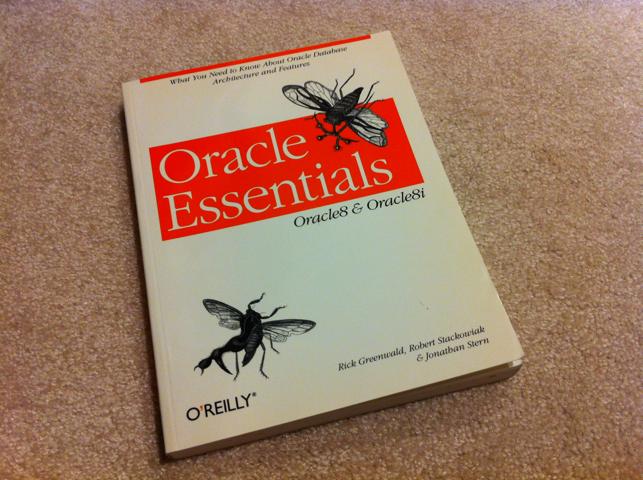 What You Need to Know About Oracle Database
Architecture and Features
Oracle
Essentials
Oracle8 & Oracle8i
Rick Greenwald, Robert Stackowiak
& Jonathan Stern
O'REILLY®